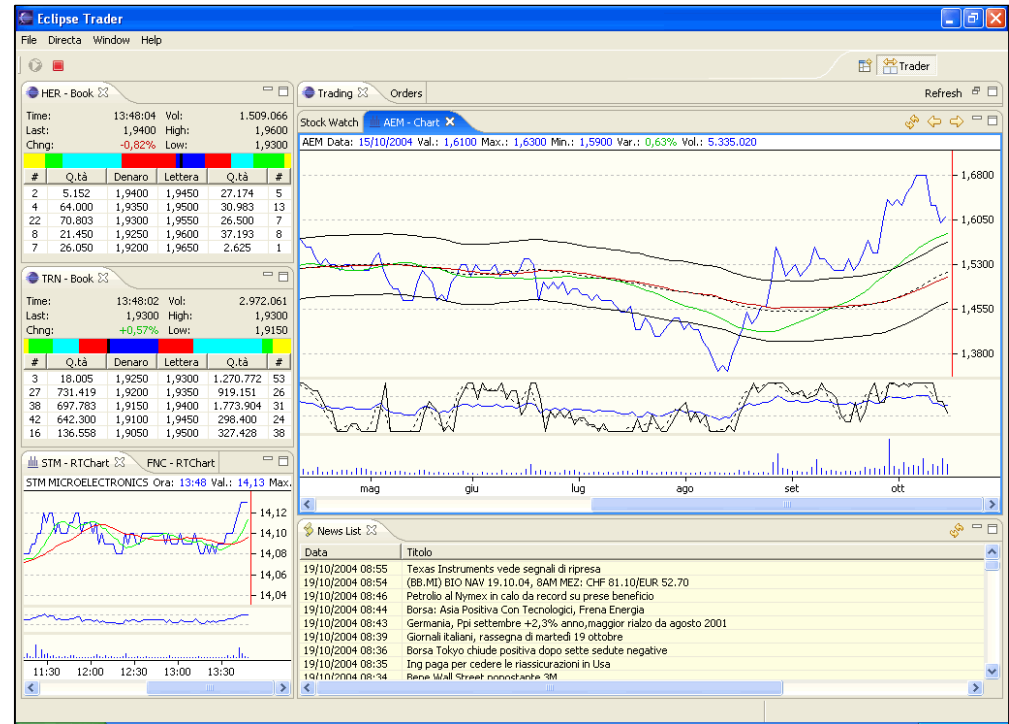 Eclipse Trader
File Directa Window Help
Trader
HER - Book
Time: 13:48:04 Vol: 1.509.066
Last: 1,9400 High: 1,9600
Chng: -0,82% Low: 1,9300
# Q.tà Denaro Lettera Q.tà #
2 5.152 1,9400 1,9450 27.174 5
4 64.000 1,9350 1,9500 30.983 13
22 70.803 1,9300 1,9550 26.500 7
8 21.450 1,9250 1,9600 37.193 8
7 26.050 1,9200 1,9650 2.625 1
TRN - Book
Time: 13:48:02 Vol: 2.972.061
Last: 1,9300 High: 1,9300
Chng: +0,57% Low: 1,9150
# Q.tà Denaro Lettera Q.tà #
3 18.005 1,9250 1,9300 1.270.772 53
27 731.419 1,9200 1,9350 919.151 26
38 697.783 1,9150 1,9400 1.773.904 31
42 642.300 1,9100 1,9450 298.400 24
16 136.558 1,9050 1,9500 327.428 38
STM - RTChart FNC - RTChart
STM MICROELECTRONICS Ora: 13:48 Val.: 14,13 Max.
14,12
14,10
14,08
14,06
14,04
11:30 12:00 12:30 13:00 13:30
Trading Orders Refresh
Stock Watch AEM - Chart
AEM Data: 15/10/2004 Val.: 1,6100 Max.: 1,6300 Min.: 1,5900 Var.: 0,63% Vol.: 5.335.020
1,6800
1,6050
1,5300
1,4550
1,3800
mag giu lug ago set ott
News List
Data Titolo
19/10/2004 08:55 Texas Instruments vede segnali di ripresa
19/10/2004 08:54 (BB.MI) BIO NAV 19.10.04, 8AM MEZ: CHF 81.10/EUR 52.70
19/10/2004 08:46 Petrolio al Nymex in calo da record su prese beneficio
19/10/2004 08:44 Borsa: Asia Positiva Con Tecnologici, Frena Energia
19/10/2004 08:43 Germania, Ppi settembre +2,3% anno,maggior rialzo da agosto 2001
19/10/2004 08:39 Giornali italiani, rassegna di martedì 19 ottobre
19/10/2004 08:36 Borsa Tokyo chiude positiva dopo sette sedute negative
19/10/2004 08:35 Ing paga per cedere le riassicurazioni in Usa
19/10/2004 08:34 Bene Wall Street nonostante 3M